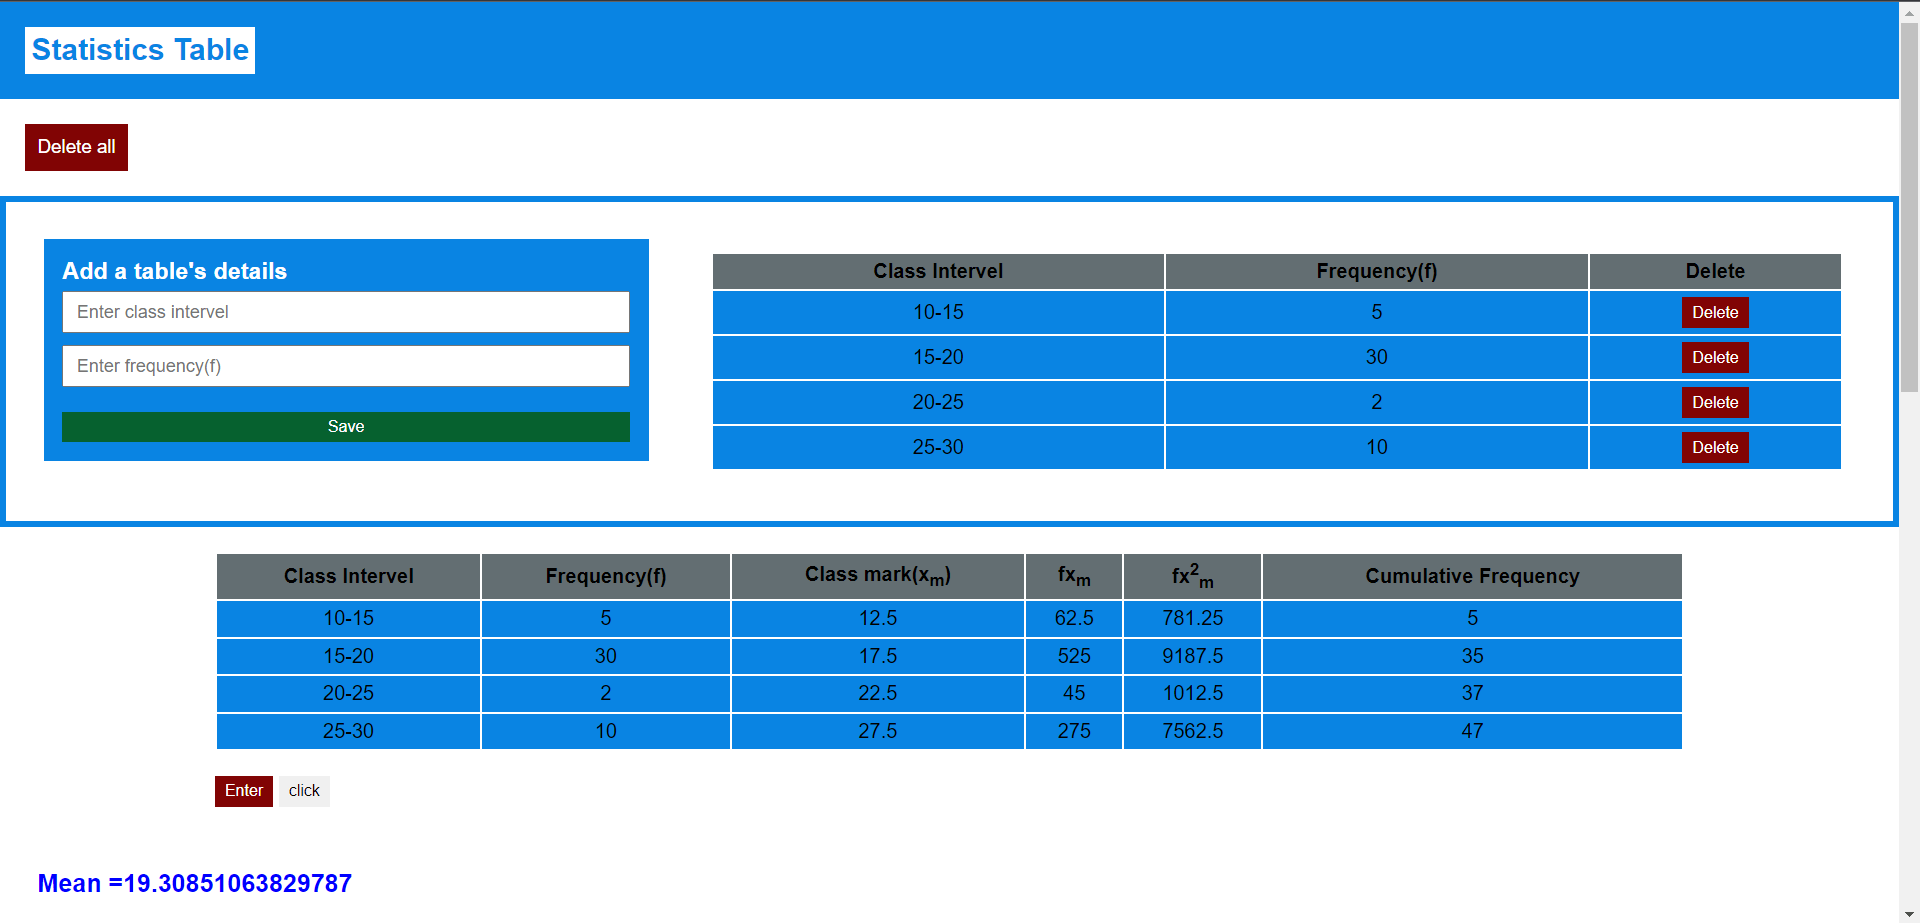 Statistics Table
Delete all
Add a table's details
Enter class intervel
Enter frequency(f)
Save
Class Intervel Frequency(f) Delete
10-15 5 Delete
15-20 30 Delete
20-25 2 Delete
25-30 10 Delete
Class Intervel Frequency(f) Class mark(xm) fxm fx2m Cumulative Frequency
10-15 5 12.5 62.5 781.25 5
15-20 30 17.5 525 9187.5 35
20-25 2 22.5 45 1012.5 37
25-30 10 27.5 275 7562.5 47
Enter click
Mean =19.30851063829787